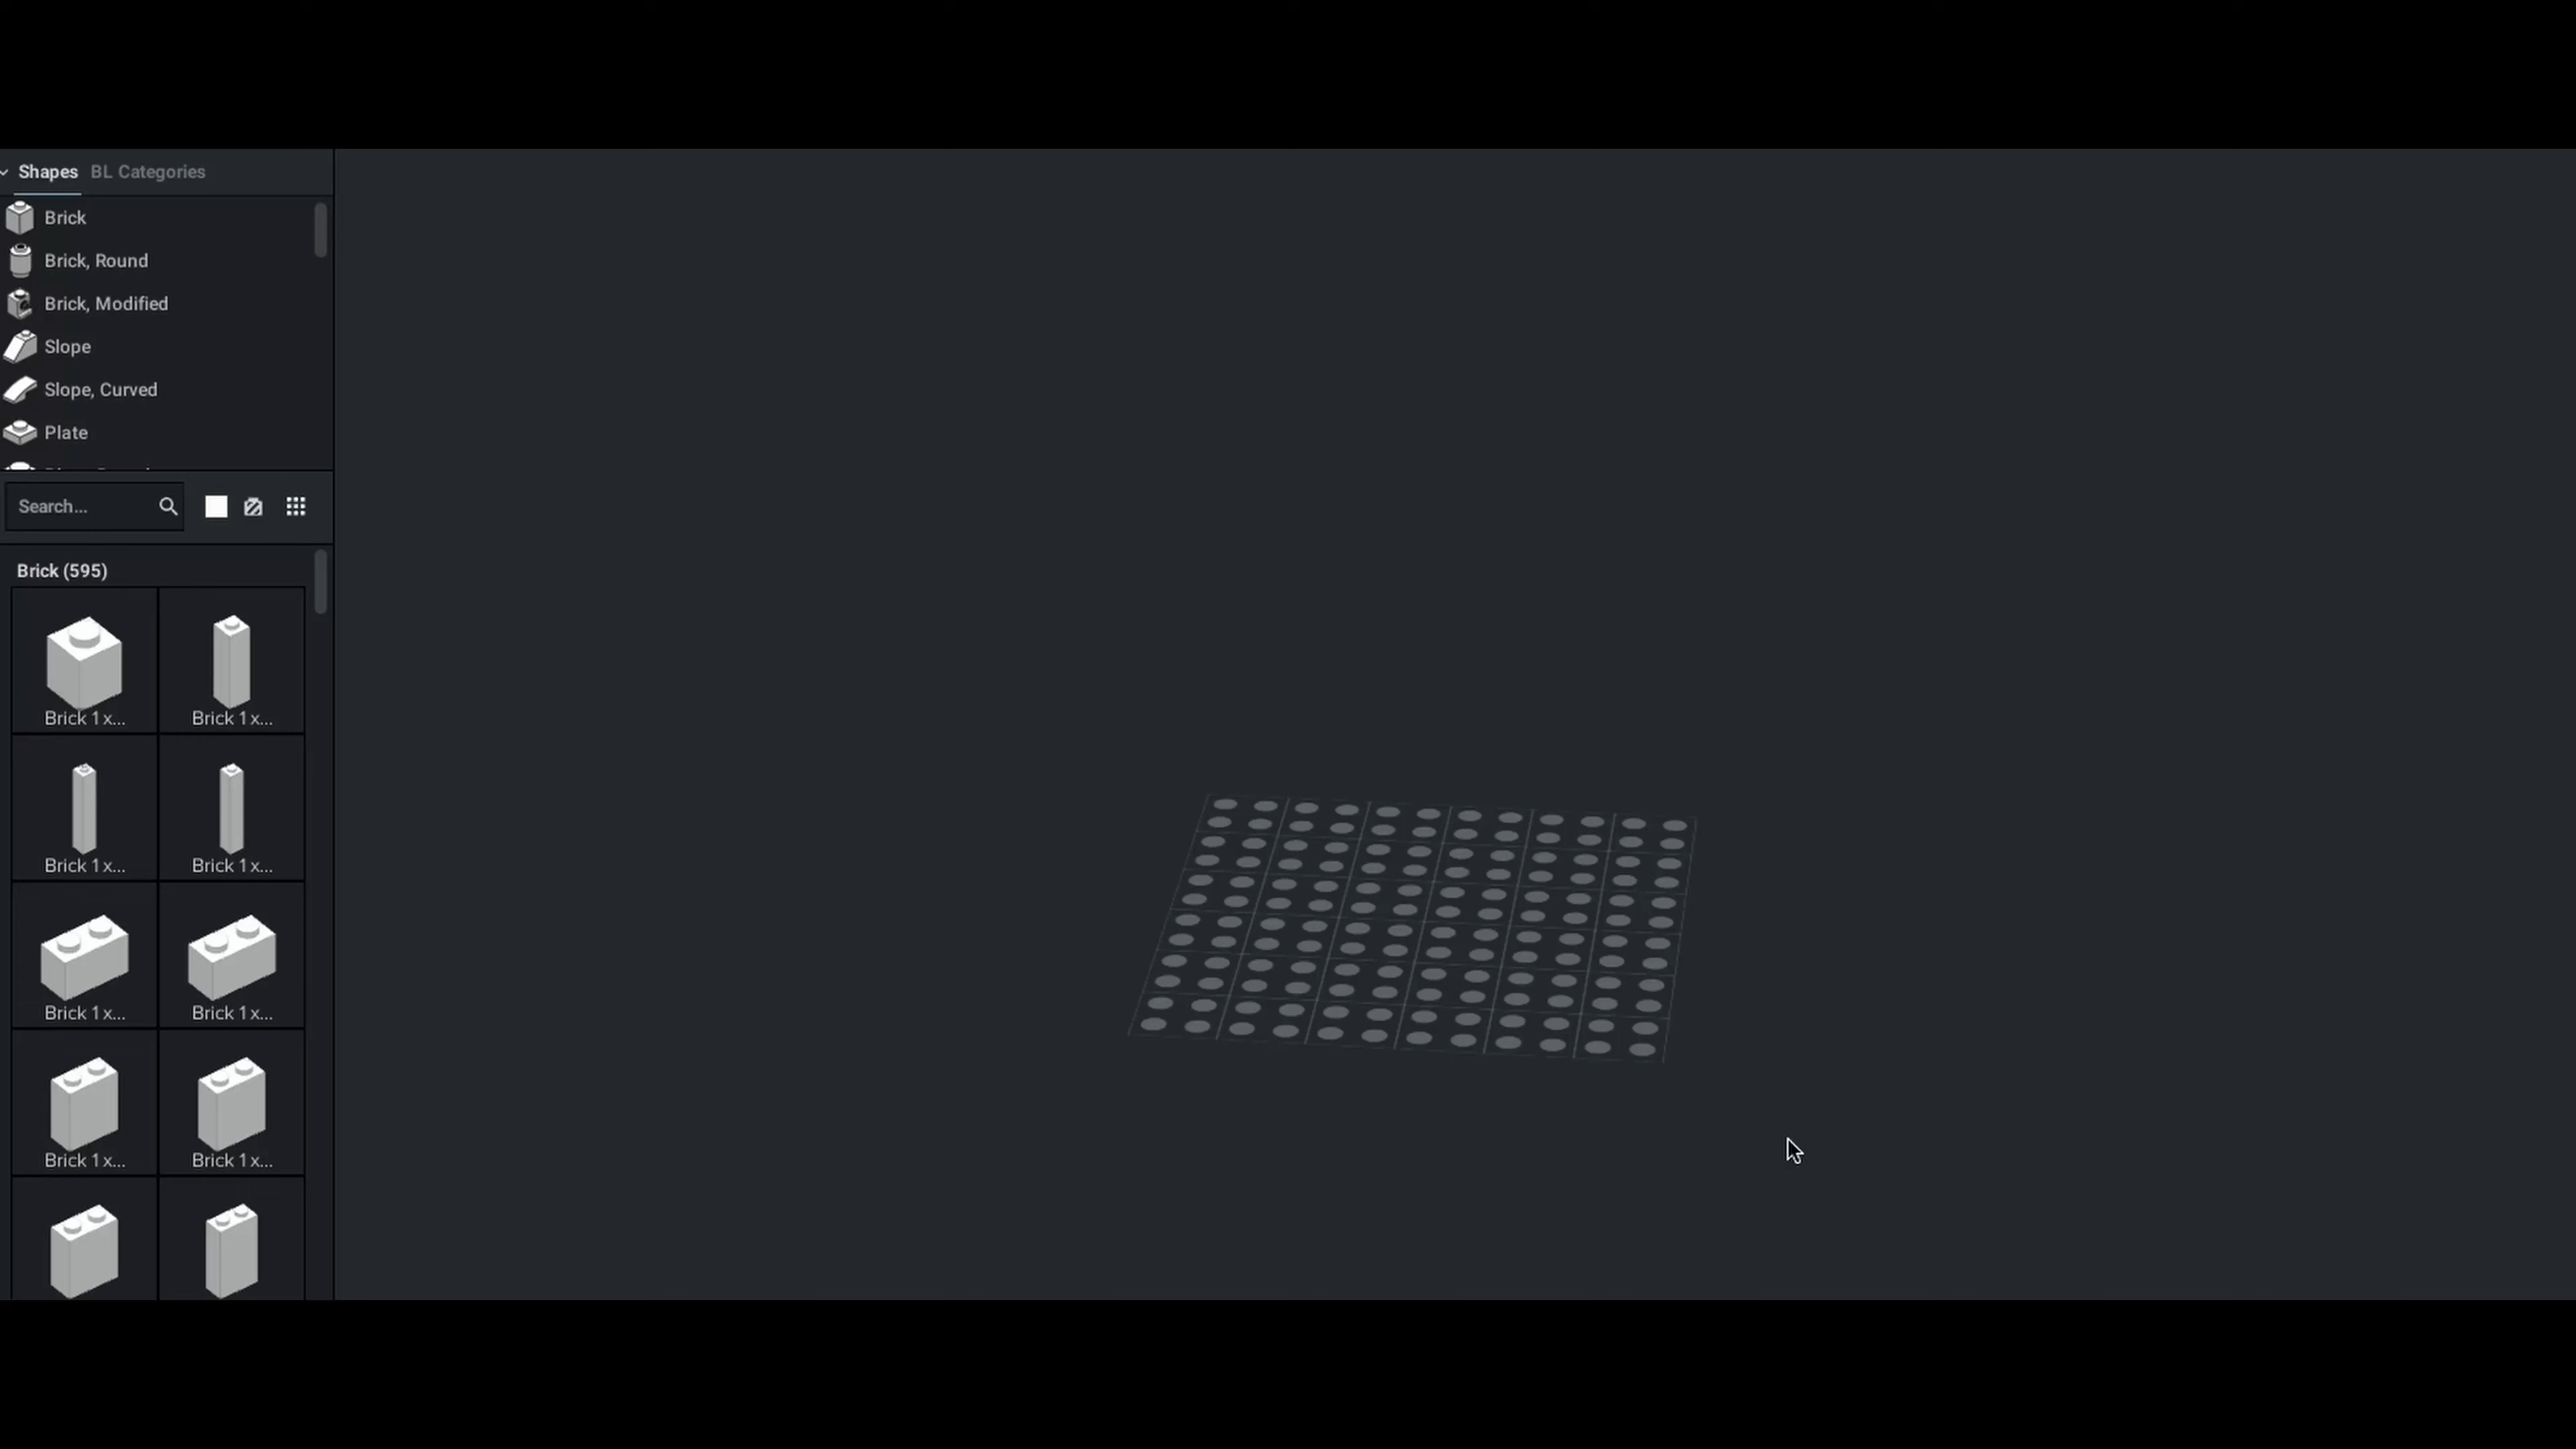 Shapes BL Categories
Brick
Brick, Round
Brick, Modified
Slope
Slope, Curved
Plate
Search...
Brick (595)
Brick 1 x... Brick 1 x...
Brick 1 x... Brick 1 x...
Brick 1 x... Brick 1 x...
Brick 1 x... Brick 1 x...